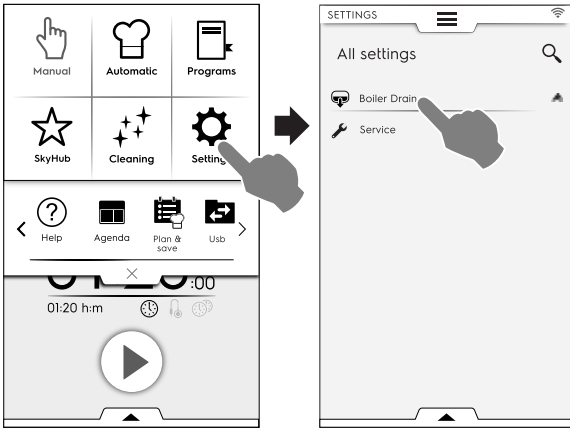 Manual
Automatic
Programs
SkyHub
Cleaning
Setting
Help
Agenda
Plan &
save
Usb
:00
01:20 h:m
SETTINGS
All settings
Boiler Drain
Service